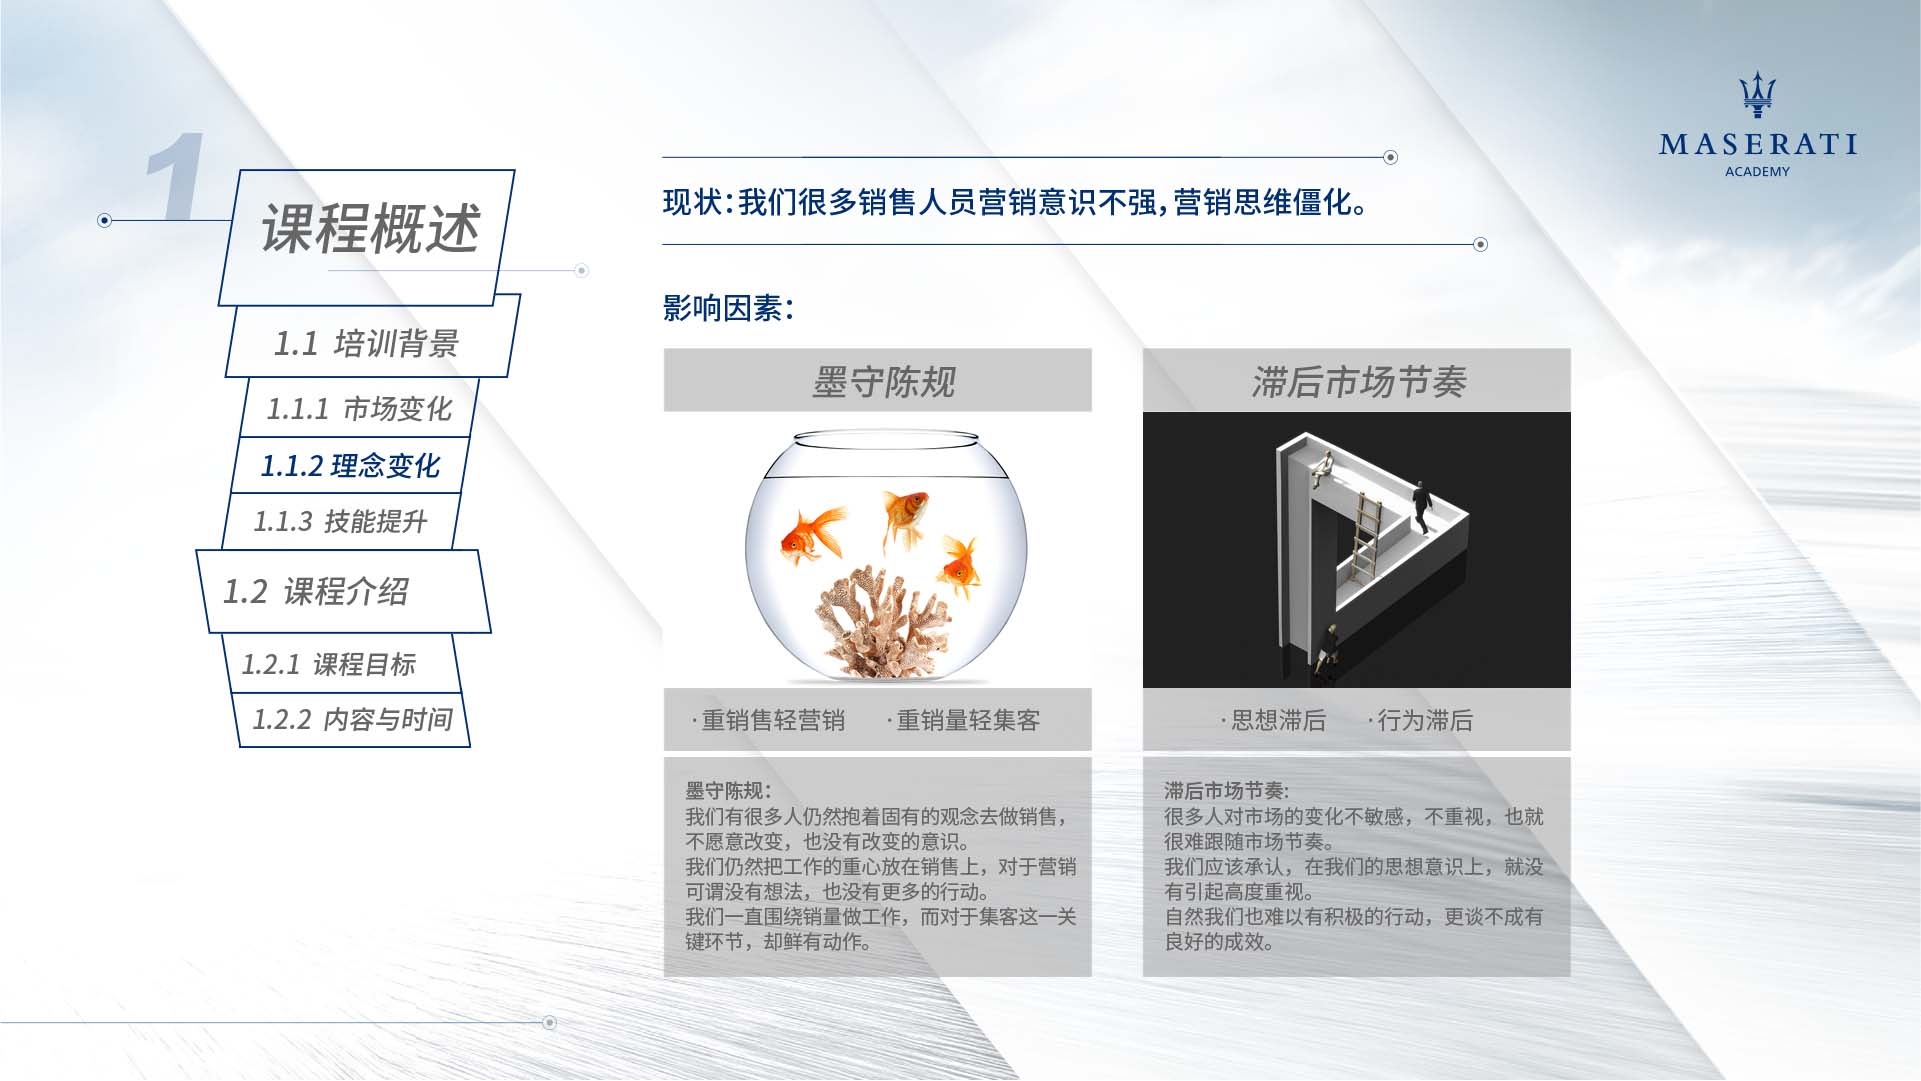 1
课程概述
1.1 培训背景
1.1.1 市场变化
1.1.2 理念变化
1.1.3 技能提升
1.2 课程介绍
1.2.1 课程目标
1.2.2 内容与时间
MASERATI
ACADEMY
现状：我们很多销售人员营销意识不强，营销思维僵化。
影响因素：
墨守陈规
·重销售轻营销 ·重销量轻集客
墨守陈规：
我们有很多人仍然抱着固有的观念去做销售，
不愿意改变，也没有改变的意识。
我们仍然把工作的重心放在销售上，对于营销
可谓没有想法，也没有更多的行动。
我们一直围绕销量做工作，而对于集客这一关
键环节，却鲜有动作。
滞后市场节奏
·思想滞后 ·行为滞后
滞后市场节奏:
很多人对市场的变化不敏感，不重视，也就
很难跟随市场节奏。
我们应该承认，在我们的思想意识上，就没
有引起高度重视。
自然我们也难以有积极的行动，更谈不成有
良好的成效。